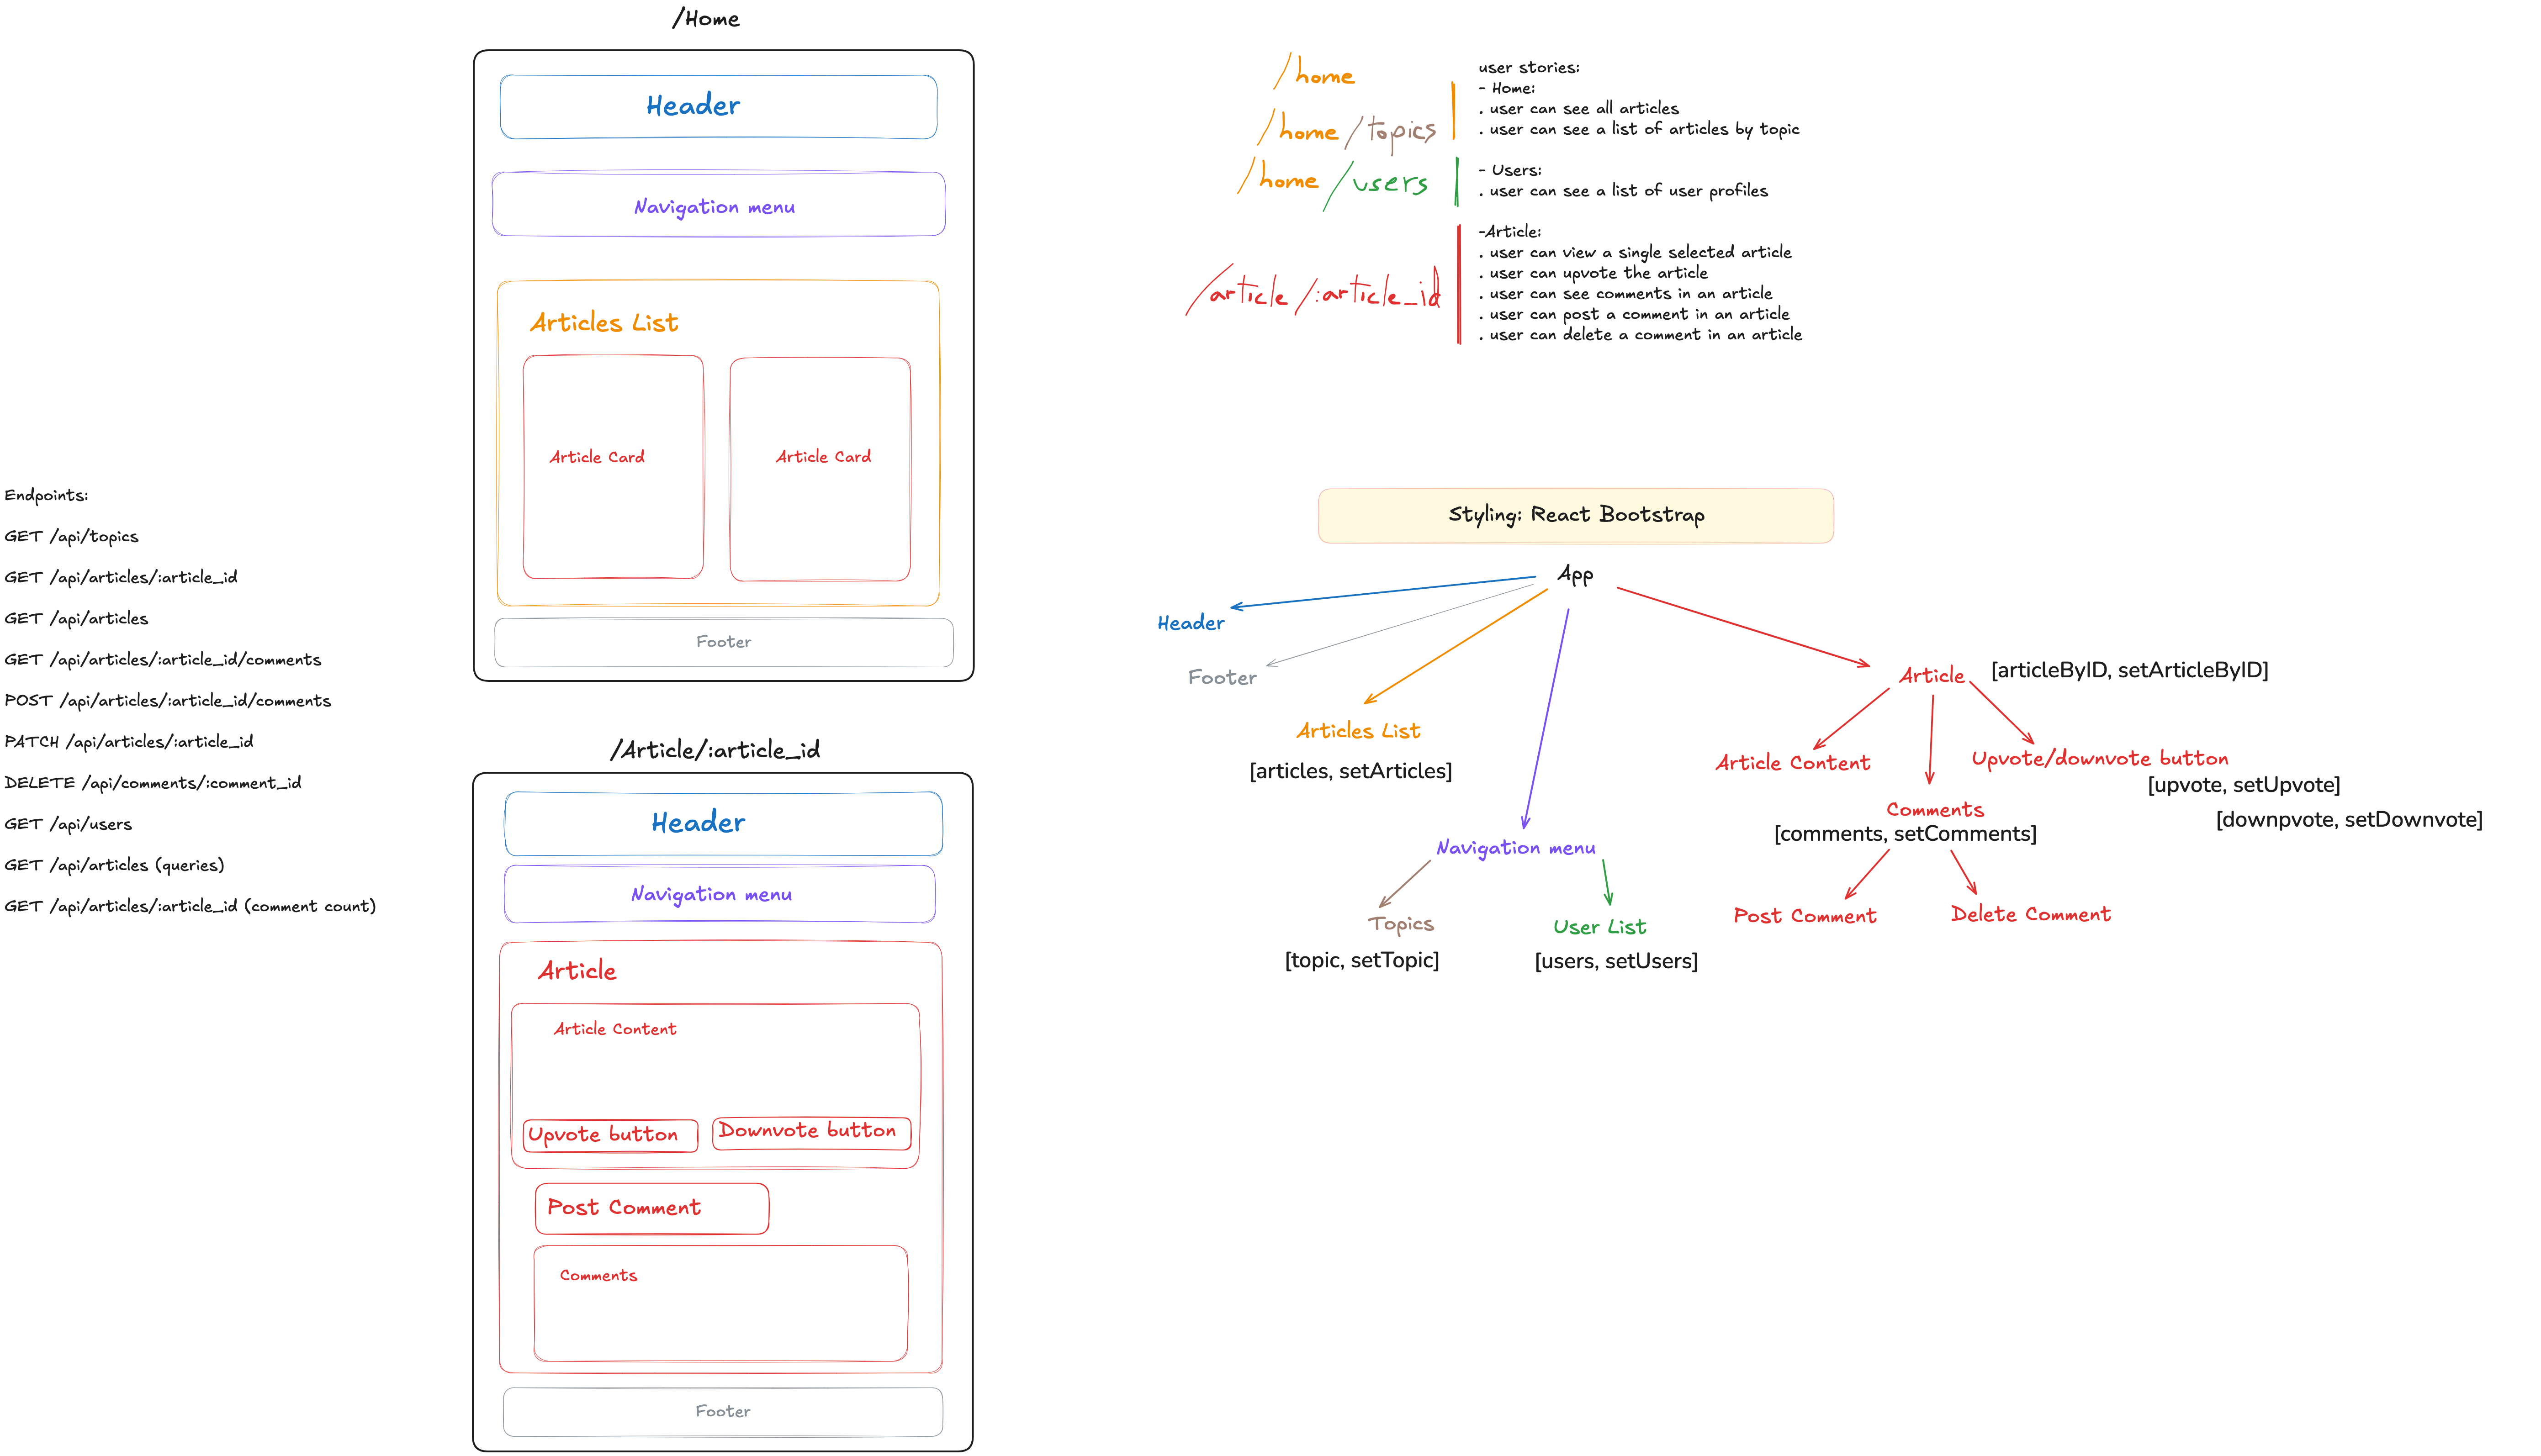 Endpoints:
GET /api/topics
GET /api/articles/:article_id
GET /api/articles
GET /api/articles/:article_id/comments
POST /api/articles/:article_id/comments
PATCH /api/articles/:article_id
DELETE /api/comments/:comment_id
GET /api/users
GET /api/articles (queries)
GET /api/articles/:article_id (comment count)
/Home
Header
Navigation menu
Articles List
Article Card
Article Card
Footer
/Article/:article_id
Header
Navigation menu
Article
Article Content
Upvote button
Downvote button
Post Comment
Comments
Footer
/home
/home/topics
/home/users
/article/:article_id
user stories:
- Home:
. user can see all articles
. user can see a list of articles by topic
- Users:
. user can see a list of user profiles
-Article:
. user can view a single selected article
. user can upvote the article
. user can see comments in an article
. user can post a comment in an article
. user can delete a comment in an article
Styling: React Bootstrap
App
Header
Footer
Articles List
[articles, setArticles]
Navigation menu
Topics
[topic, setTopic]
User List
[users, setUsers]
Article
[articleByID, setArticleByID]
Article Content
Upvote/downvote button
[upvote, setUpvote]
[downpvote, setDownvote]
Comments
[comments, setComments]
Post Comment
Delete Comment